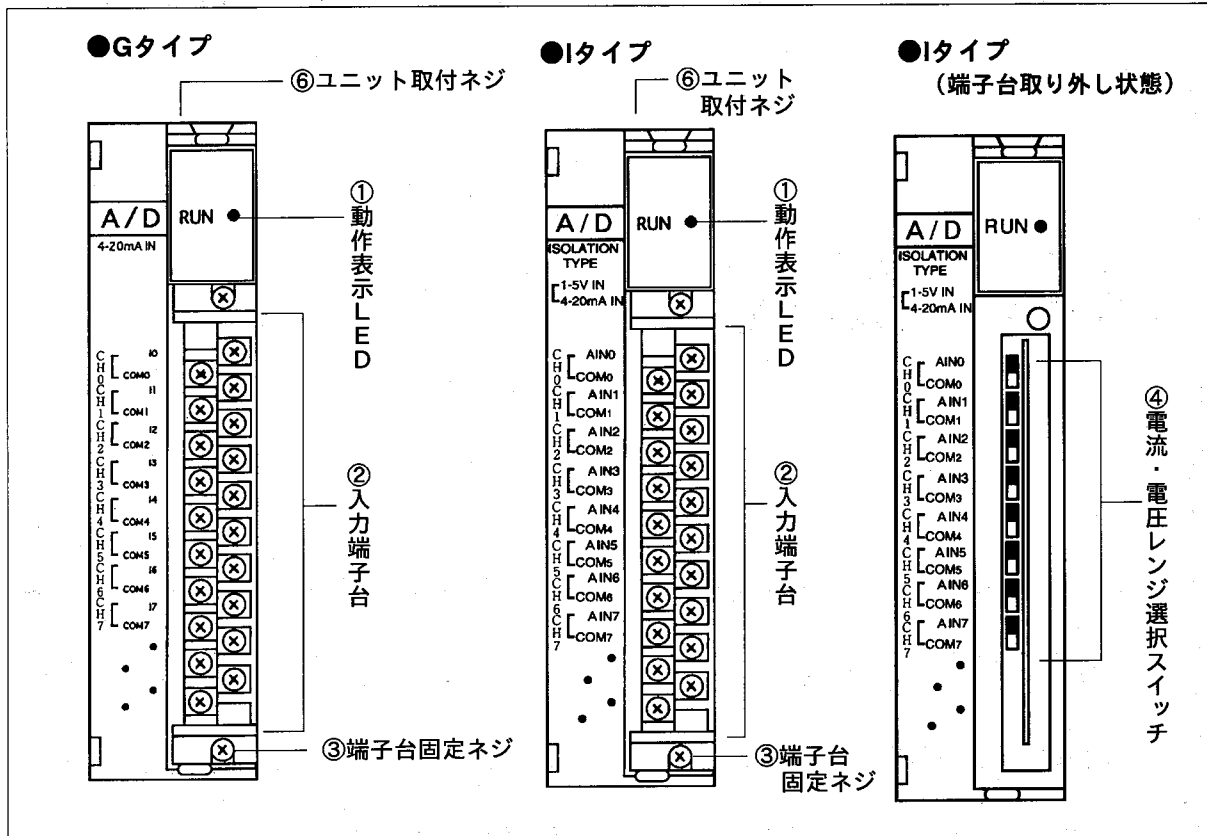 ●Gタイプ
⑥ユニット取付ネジ
A/D
RUN
4-20mA IN
①動作表示LED
CH0
I0
COM0
CH1
I1
COM1
CH2
I2
COM2
CH3
I3
COM3
CH4
I4
COM4
CH5
I5
COM5
CH6
I6
COM6
CH7
I7
COM7
②入力端子台
③端子台固定ネジ
●Iタイプ
⑥ユニット
取付ネジ
A/D
RUN
ISOLATION
TYPE
1-5V IN
4-20mA IN
①動作表示LED
CH0
AIN0
COM0
CH1
AIN1
COM1
CH2
AIN2
COM2
CH3
AIN3
COM3
CH4
AIN4
COM4
CH5
AIN5
COM5
CH6
AIN6
COM6
CH7
AIN7
COM7
②入力端子台
③端子台
固定ネジ
●Iタイプ
(端子台取り外し状態)
A/D
RUN
ISOLATION
TYPE
1-5V IN
4-20mA IN
CH0
AIN0
COM0
CH1
AIN1
COM1
CH2
AIN2
COM2
CH3
AIN3
COM3
CH4
AIN4
COM4
CH5
AIN5
COM5
CH6
AIN6
COM6
CH7
AIN7
COM7
④電流・電圧レンジ選択スイッチ